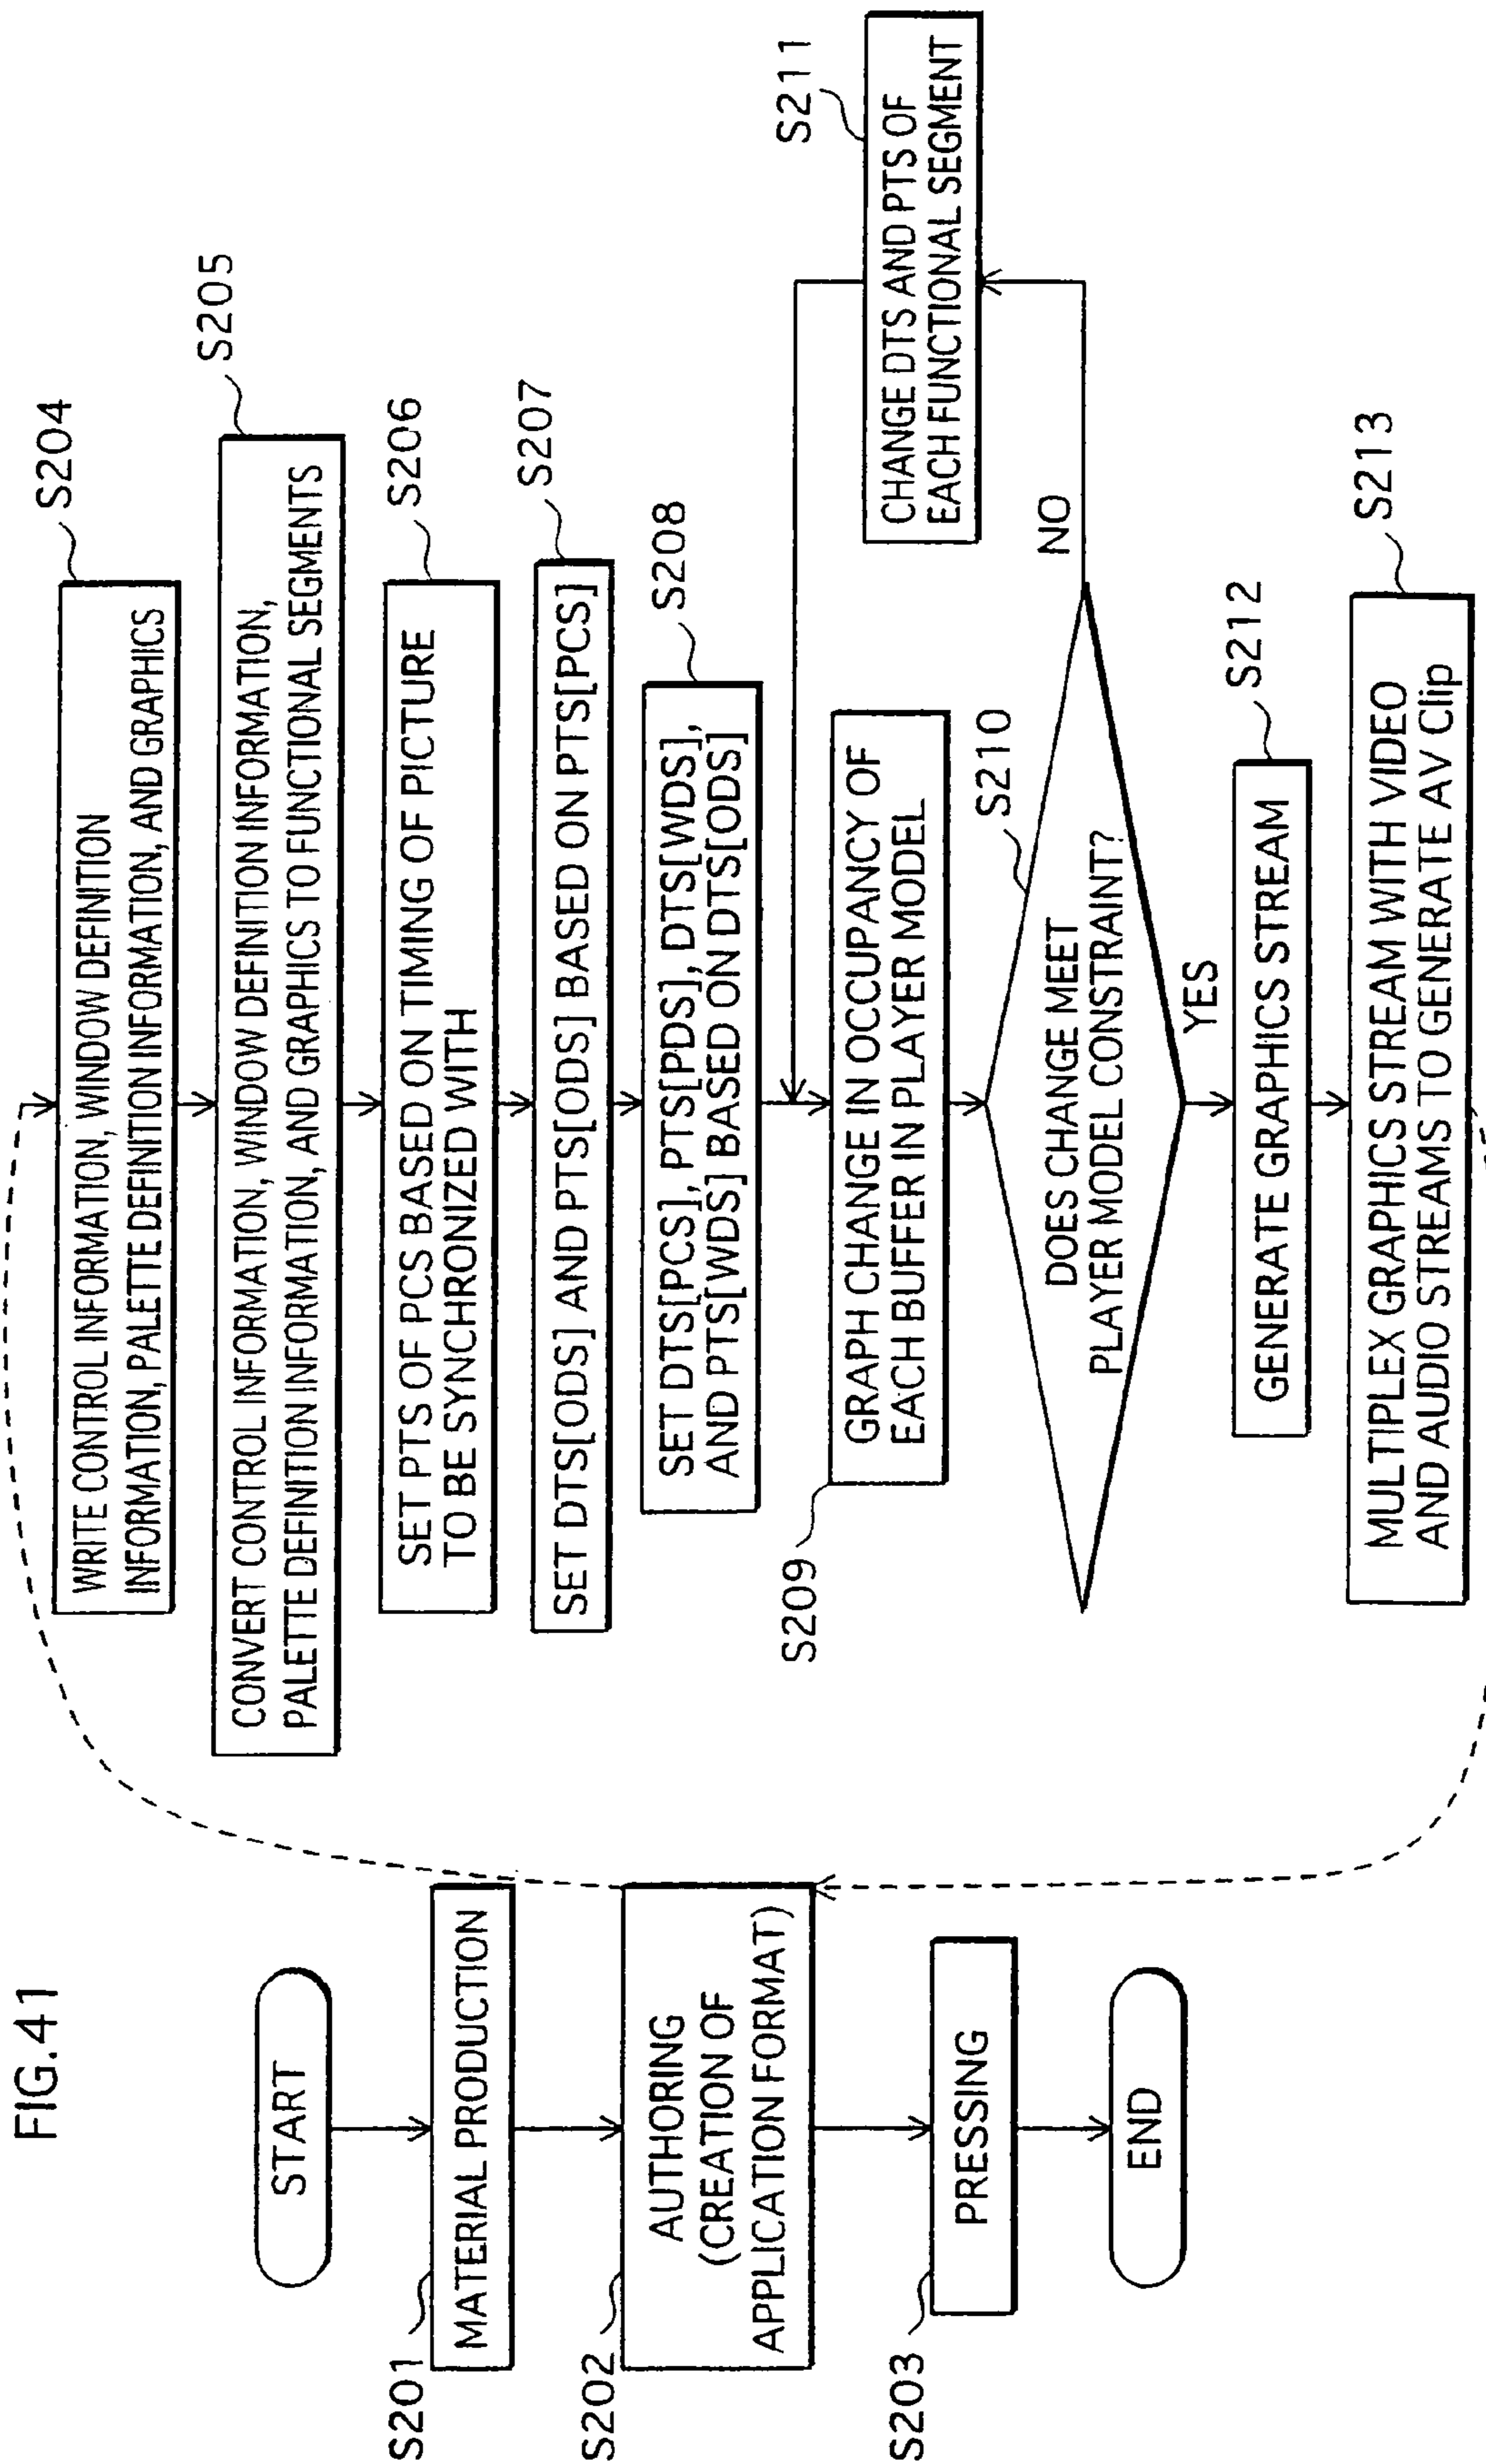 FIG.41
START
S201
MATERIAL PRODUCTION
S202
AUTHORING
(CREATION OF
APPLICATION FORMAT)
S203
PRESSING
END
S204
WRITE CONTROL INFORMATION, WINDOW DEFINITION
INFORMATION, PALETTE DEFINITION INFORMATION, AND GRAPHICS
S205
CONVERT CONTROL INFORMATION, WINDOW DEFINITION INFORMATION,
PALETTE DEFINITION INFORMATION, AND GRAPHICS TO FUNCTIONAL SEGMENTS
S206
SET PTS OF PCS BASED ON TIMING OF PICTURE
TO BE SYNCHRONIZED WITH
S207
SET DTS[ODS] AND PTS[ODS] BASED ON PTS[PCS]
S208
SET DTS[PCS], PTS[PDS], DTS[WDS],
AND PTS[WDS] BASED ON DTS[ODS]
S209
GRAPH CHANGE IN OCCUPANCY OF
EACH BUFFER IN PLAYER MODEL
S210
DOES CHANGE MEET
PLAYER MODEL CONSTRAINT?
NO
S211
CHANGE DTS AND PTS OF
EACH FUNCTIONAL SEGMENT
YES
S212
GENERATE GRAPHICS STREAM
S213
MULTIPLEX GRAPHICS STREAM WITH VIDEO
AND AUDIO STREAMS TO GENERATE AV Clip